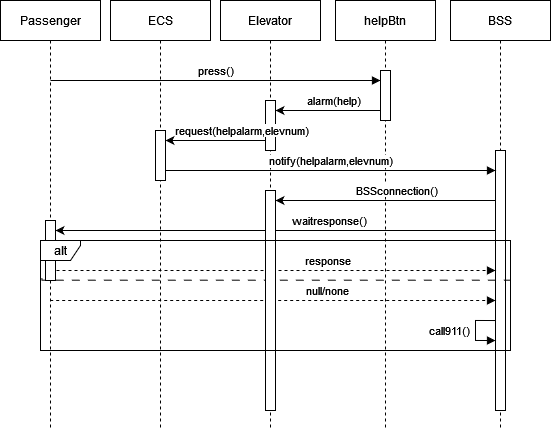 Passenger
ECS
Elevator
helpBtn
BSS
press()
alarm(help)
request(helpalarm,elevnum)
notify(helpalarm,elevnum)
BSSconnection()
waitresponse()
alt
response
null/none
call911()